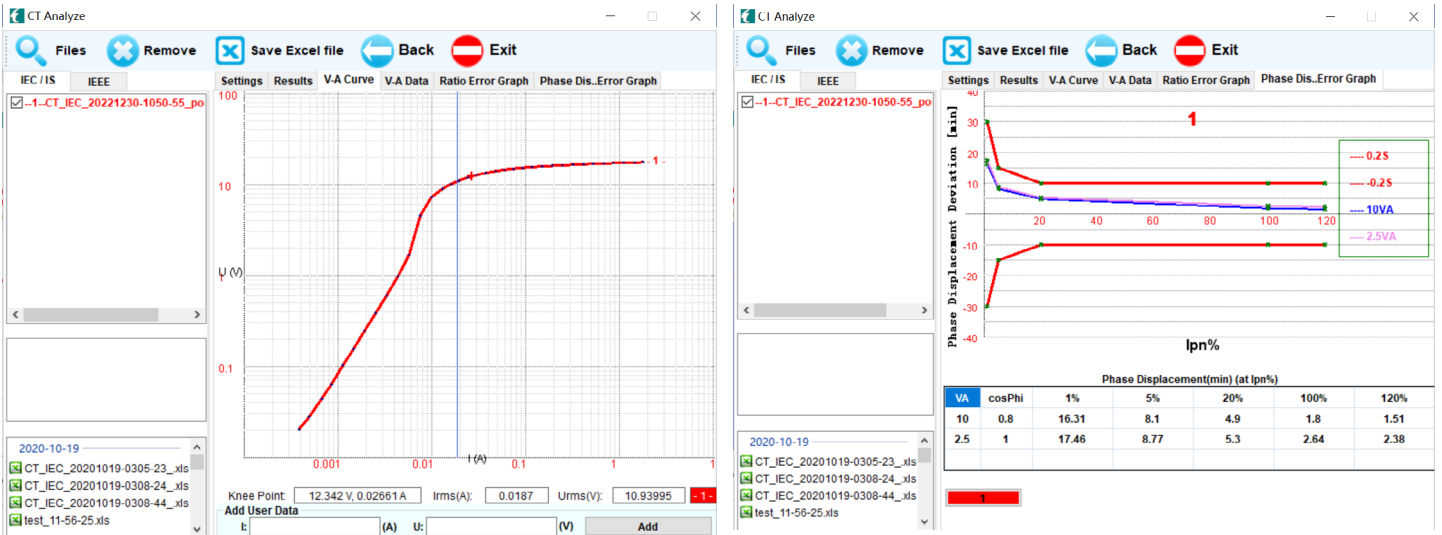 CT Analyze
Files Remove Save Excel file Back Exit
IEC / IS IEEE
Settings Results V-A Curve V-A Data Ratio Error Graph Phase Dis..Error Graph
--1--CT_IEC_20221230-1050-55_po
100
10
1
0.1
U (V)
- 1 -
0.001 0.01 0.1 1 1
I (A)
2020-10-19
CT_IEC_20201019-0305-23_.xls
CT_IEC_20201019-0308-24_.xls
CT_IEC_20201019-0308-44_.xls
test_11-56-25.xls
Knee Point: 12.342 V, 0.02661 A Irms(A): 0.0187 Urms(V): 10.93995 - 1 -
Add User Data
I: (A) U: (V) Add
CT Analyze
Files Remove Save Excel file Back Exit
IEC / IS IEEE
Settings Results V-A Curve V-A Data Ratio Error Graph Phase Dis..Error Graph
--1--CT_IEC_20221230-1050-55_po
Phase Displacement Deviation [min]
40
30
20
10
-10
-20
-30
-40
1
20 40 60 80 100 120
---- 0.2S
---- -0.2S
---- 10VA
---- 2.5VA
Ipn%
Phase Displacement(min) (at Ipn%)
VA cosPhi 1% 5% 20% 100% 120%
10 0.8 16.31 8.1 4.9 1.8 1.51
2.5 1 17.46 8.77 5.3 2.64 2.38
2020-10-19
CT_IEC_20201019-0305-23_.xls
CT_IEC_20201019-0308-24_.xls
CT_IEC_20201019-0308-44_.xls
test_11-56-25.xls
1